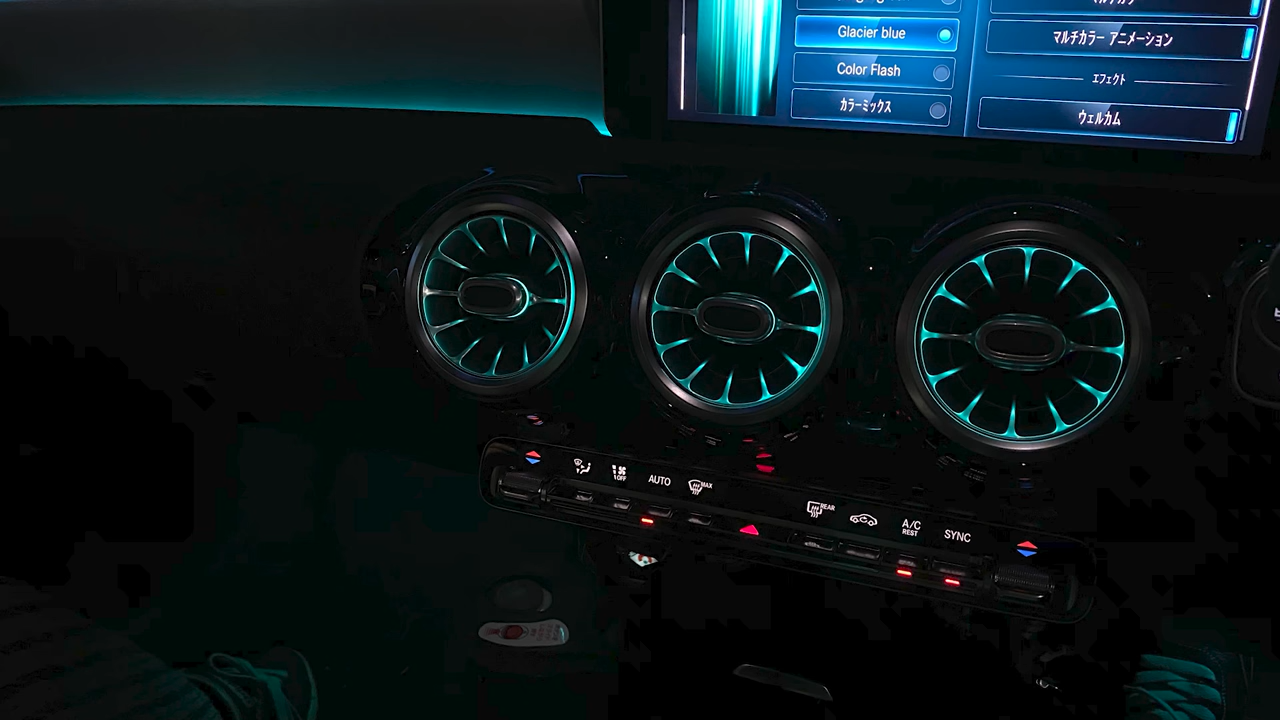 Glacier blue
Color Flash
カラーミックス
マルチカラー アニメーション
エフェクト
ウェルカム
OFF
AUTO
MAX
REAR
A/C
REST
SYNC